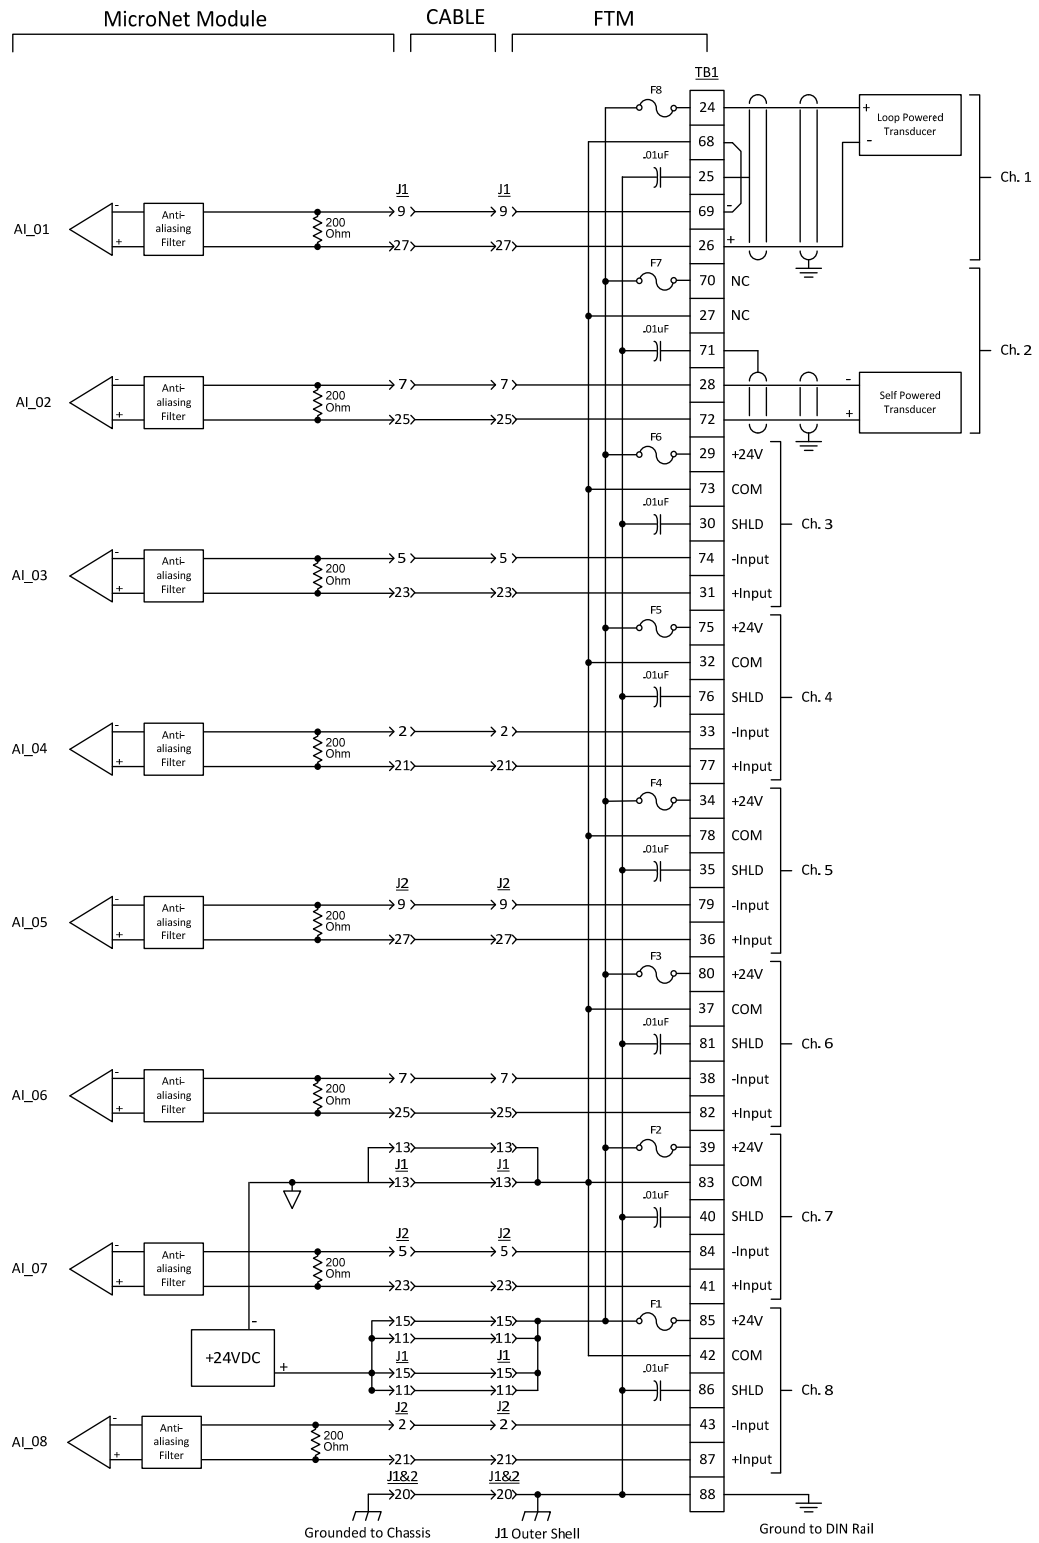 MicroNet Module CABLE FTM
TB1
F8
24
+ Loop Powered
Transducer
-
68
.01uF
25
Ch. 1
J1 J1
AI_01
- Anti-
aliasing
+ Filter
200
Ohm
9 9 69 -
27 27 26 +
F7
70 NC
27 NC
.01uF
71
Ch. 2
AI_02
- Anti-
aliasing
+ Filter
200
Ohm
7 7 28 -
25 25 72 +
Self Powered
Transducer
F6
29 +24V
73 COM
.01uF
30 SHLD Ch. 3
AI_03
- Anti-
aliasing
+ Filter
200
Ohm
5 5 74 -Input
23 23 31 +Input
F5
75 +24V
32 COM
.01uF
76 SHLD Ch. 4
AI_04
- Anti-
aliasing
+ Filter
200
Ohm
2 2 33 -Input
21 21 77 +Input
F4
34 +24V
78 COM
.01uF
35 SHLD Ch. 5
J2 J2
AI_05
- Anti-
aliasing
+ Filter
200
Ohm
9 9 79 -Input
27 27 36 +Input
F3
80 +24V
37 COM
.01uF
81 SHLD Ch. 6
AI_06
- Anti-
aliasing
+ Filter
200
Ohm
7 7 38 -Input
25 25 82 +Input
F2
13 13 39 +24V
J1 J1
13 13 83 COM
.01uF
40 SHLD Ch. 7
J2 J2
AI_07
- Anti-
aliasing
+ Filter
200
Ohm
5 5 84 -Input
23 23 41 +Input
F1
- 15 15 85 +24V
11 11
+24VDC
J1 J1
42 COM
+ 15 15
.01uF
11 11 86 SHLD Ch. 8
J2 J2
AI_08
- Anti-
aliasing
+ Filter
200
Ohm
2 2 43 -Input
21 21 87 +Input
J1&2 J1&2
20 20 88
Grounded to Chassis J1 Outer Shell Ground to DIN Rail